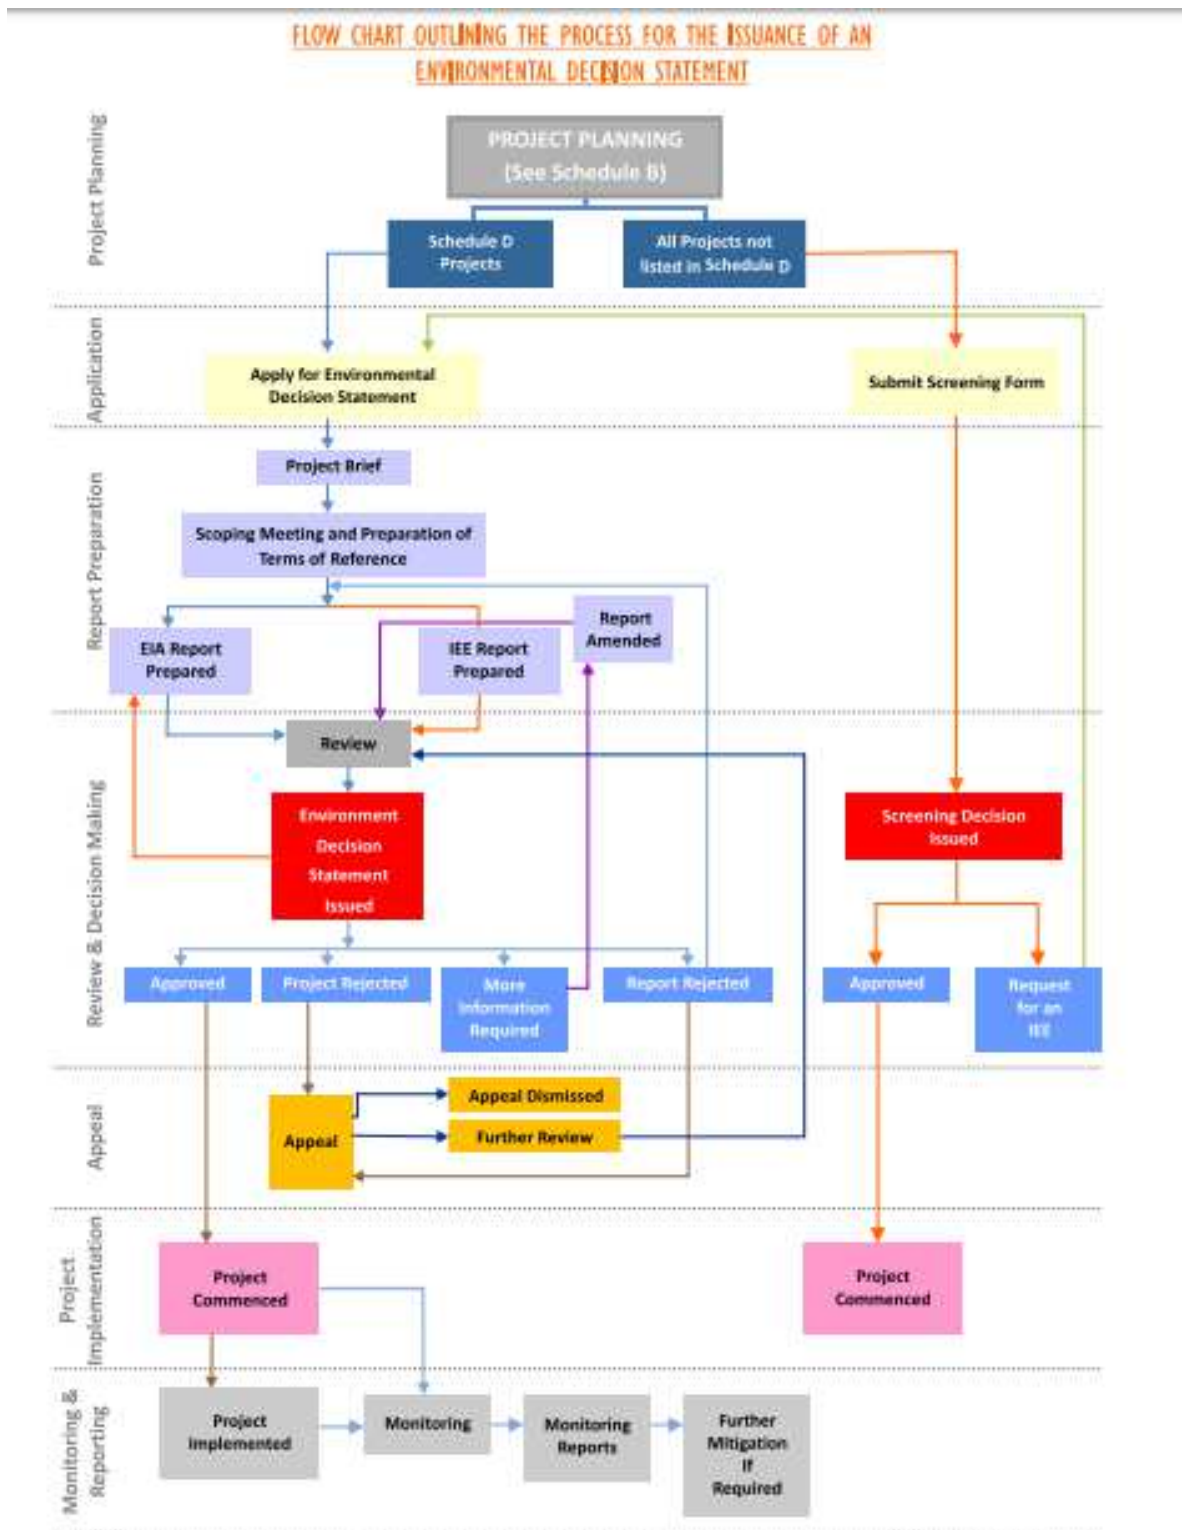 FLOW CHART OUTLINING THE PROCESS FOR THE ISSUANCE OF AN
ENVIRONMENTAL DECISION STATEMENT
Project Planning
PROJECT PLANNING
(See Schedule B)
Schedule D
Projects
All Projects not
listed in Schedule D
Application
Apply for Environmental
Decision Statement
Submit Screening Form
Report Preparation
Project Brief
Scoping Meeting and Preparation of
Terms of Reference
EIA Report
Prepared
IEE Report
Prepared
Report
Amended
Review & Decision Making
Review
Environment
Decision
Statement
Issued
Screening Decision
Issued
Approved
Project Rejected
More
Information
Required
Report Rejected
Approved
Request
for an
IEE
Appeal
Appeal
Appeal Dismissed
Further Review
Project
Implementation
Project
Commenced
Project
Commenced
Monitoring &
Reporting
Project
Implemented
Monitoring
Monitoring
Reports
Further
Mitigation
If
Required